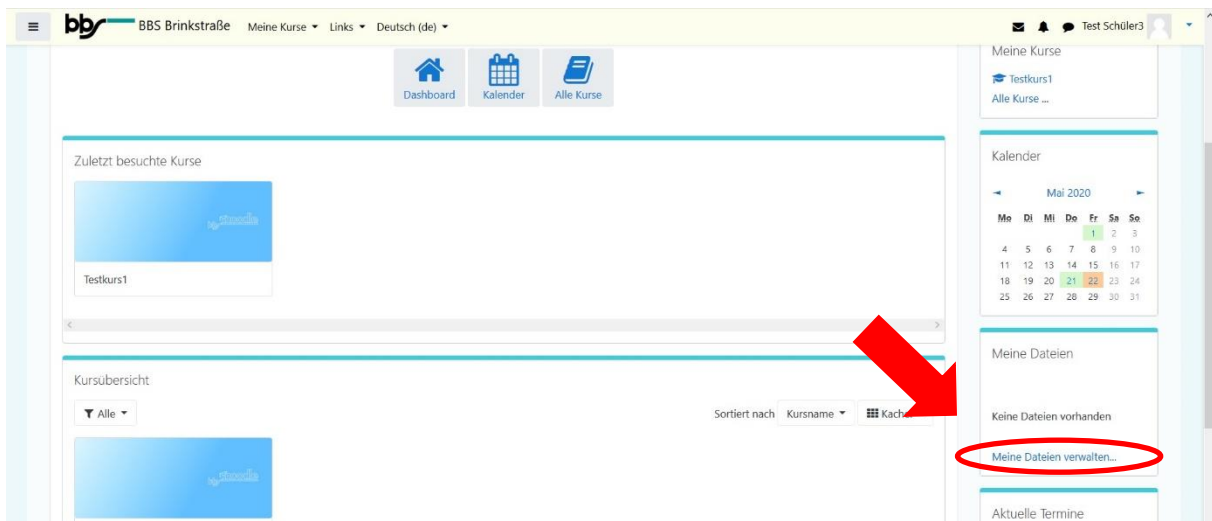 bbs BBS Brinkstraße Meine Kurse Links Deutsch (de) Test Schüler3
Dashboard Kalender Alle Kurse
Zuletzt besuchte Kurse
Testkurs1
Kursübersicht
Alle Sortiert nach Kursname
Meine Kurse
Testkurs1
Alle Kurse ...
Kalender
◄ Mai 2020 ►
Mo Di Mi Do Fr Sa So
1 2 3
4 5 6 7 8 9 10
11 12 13 14 15 16 17
18 19 20 21 22 23 24
25 26 27 28 29 30 31
Meine Dateien
Keine Dateien vorhanden
Meine Dateien verwalten...
Aktuelle Termine